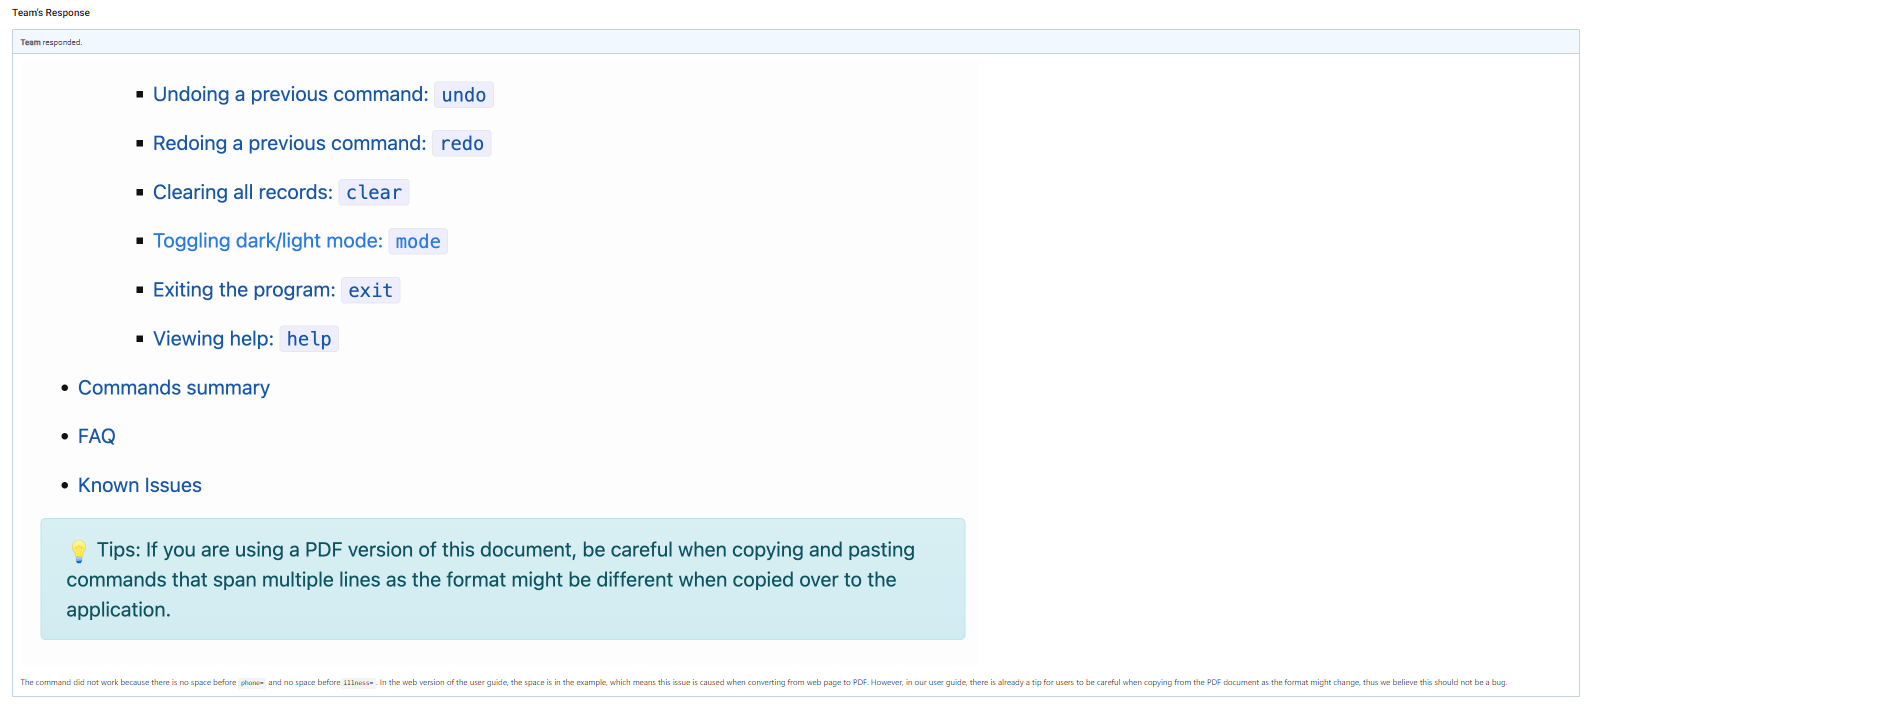 Team's Response
Team responded.
Undoing a previous command: undo
Redoing a previous command: redo
Clearing all records: clear
Toggling dark/light mode: mode
Exiting the program: exit
Viewing help: help
Commands summary
FAQ
Known Issues
💡 Tips: If you are using a PDF version of this document, be careful when copying and pasting
commands that span multiple lines as the format might be different when copied over to the
application.
The command did not work because there is no space before phone= and no space before illness= . In the web version of the user guide, the space is in the example, which means this issue is caused when converting from web page to PDF. However, in our user guide, there is already a tip for users to be careful when copying from the PDF document as the format might change, thus we believe this should not be a bug.